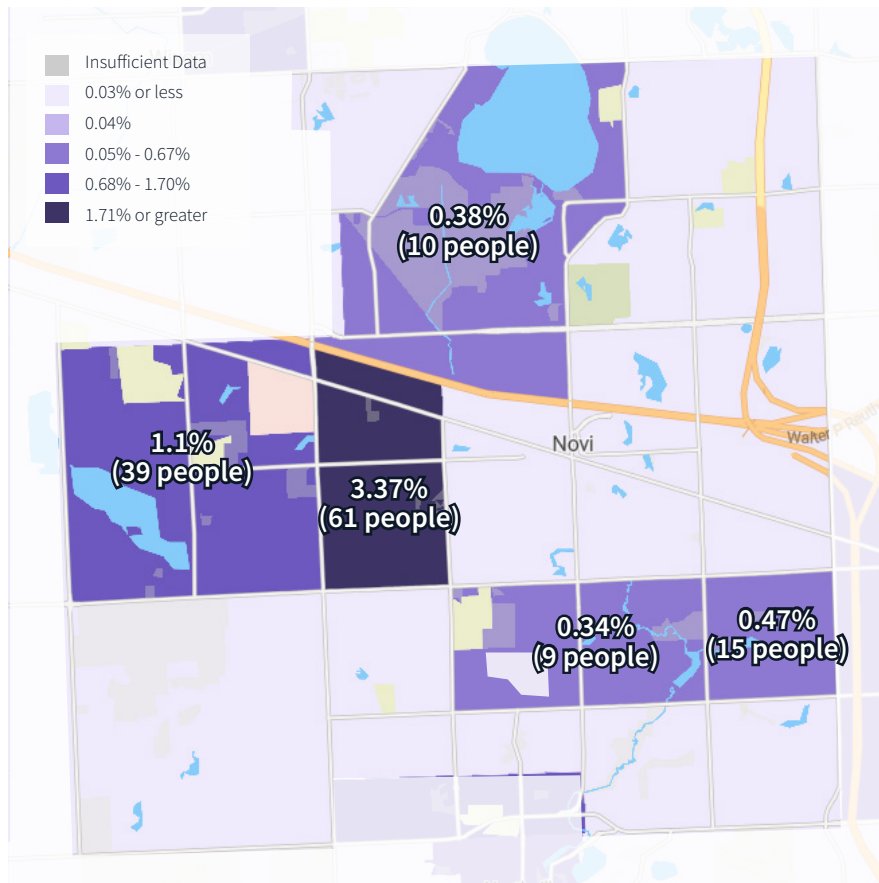 Insufficient Data
0.03% or less
0.04%
0.05% - 0.67%
0.68% - 1.70%
1.71% or greater
0.38%
(10 people)
Novi
Walter P Reuth
1.1%
(39 people)
3.37%
(61 people)
0.34%
(9 people)
0.47%
(15 people)